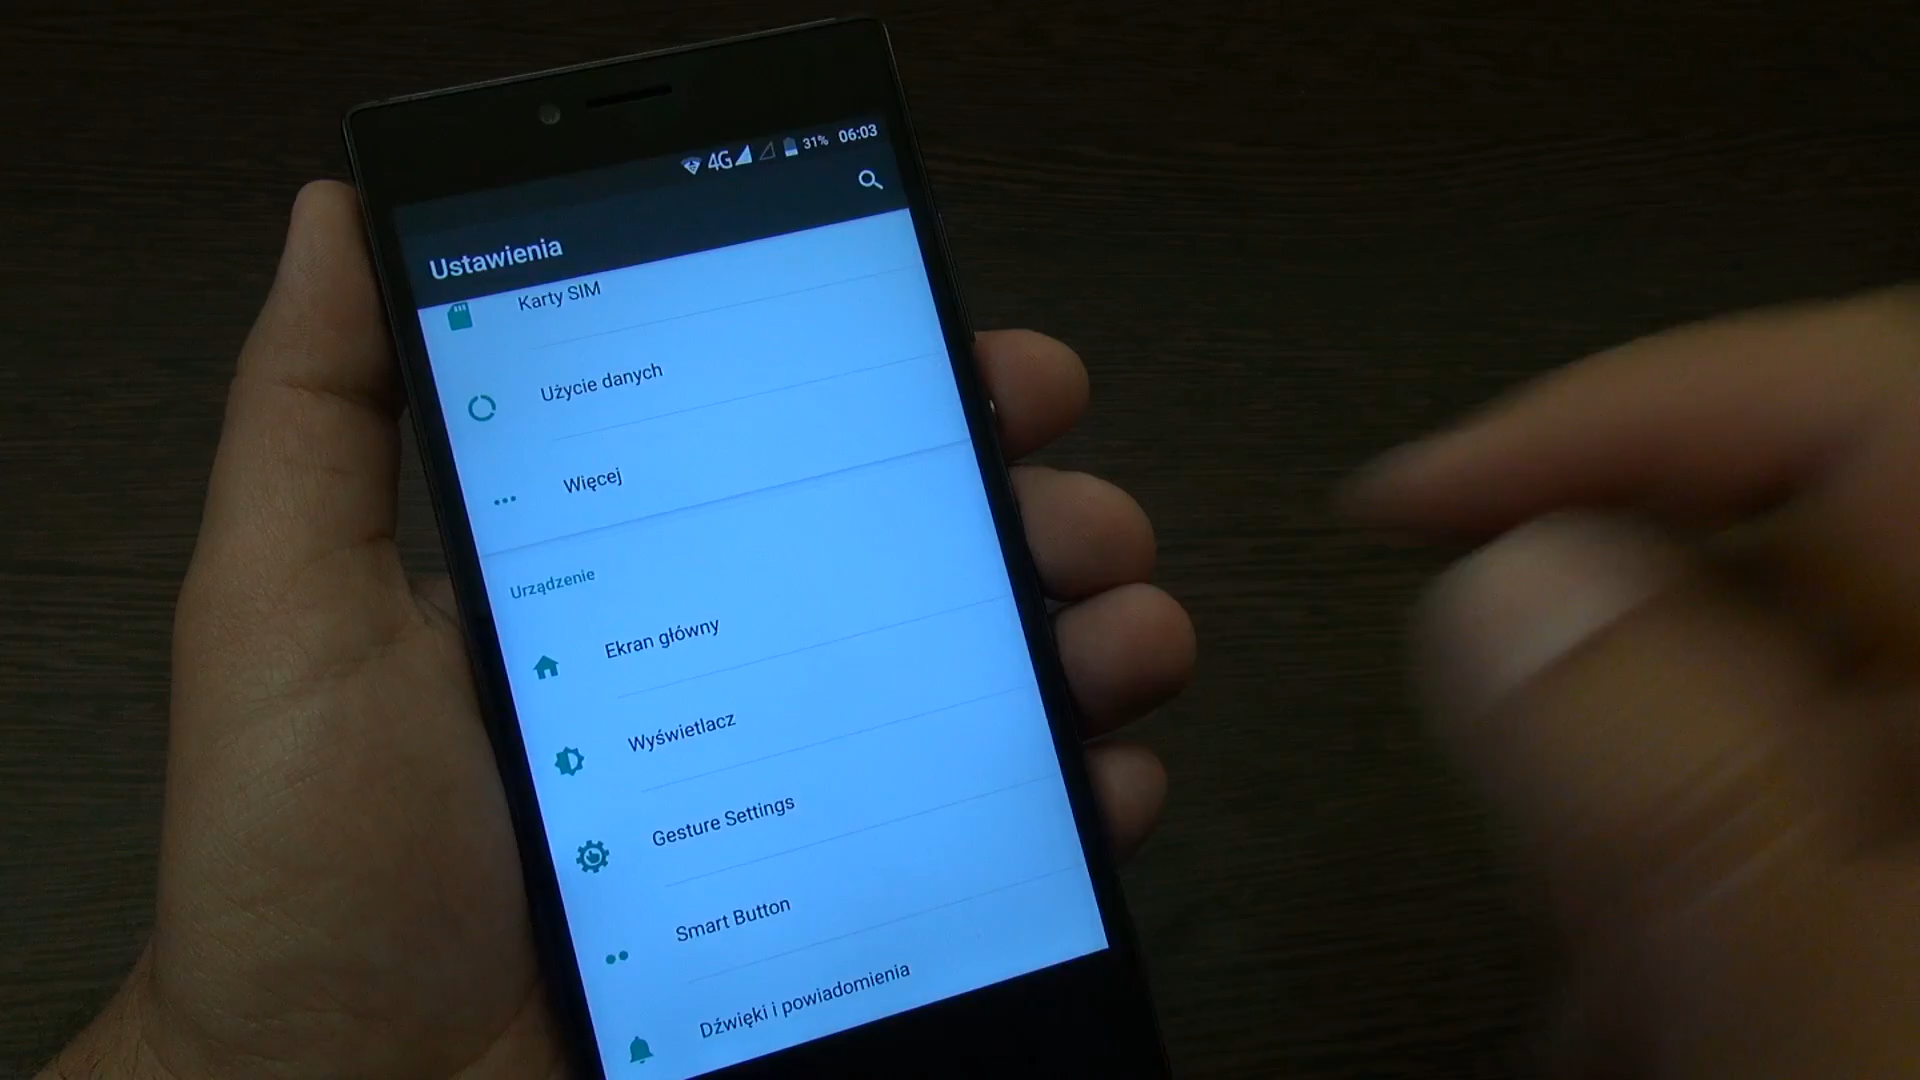 4G 31% 06:03
Ustawienia
Karty SIM
Użycie danych
Więcej
Urządzenie
Ekran główny
Wyświetlacz
Gesture Settings
Smart Button
Dźwięki i powiadomienia